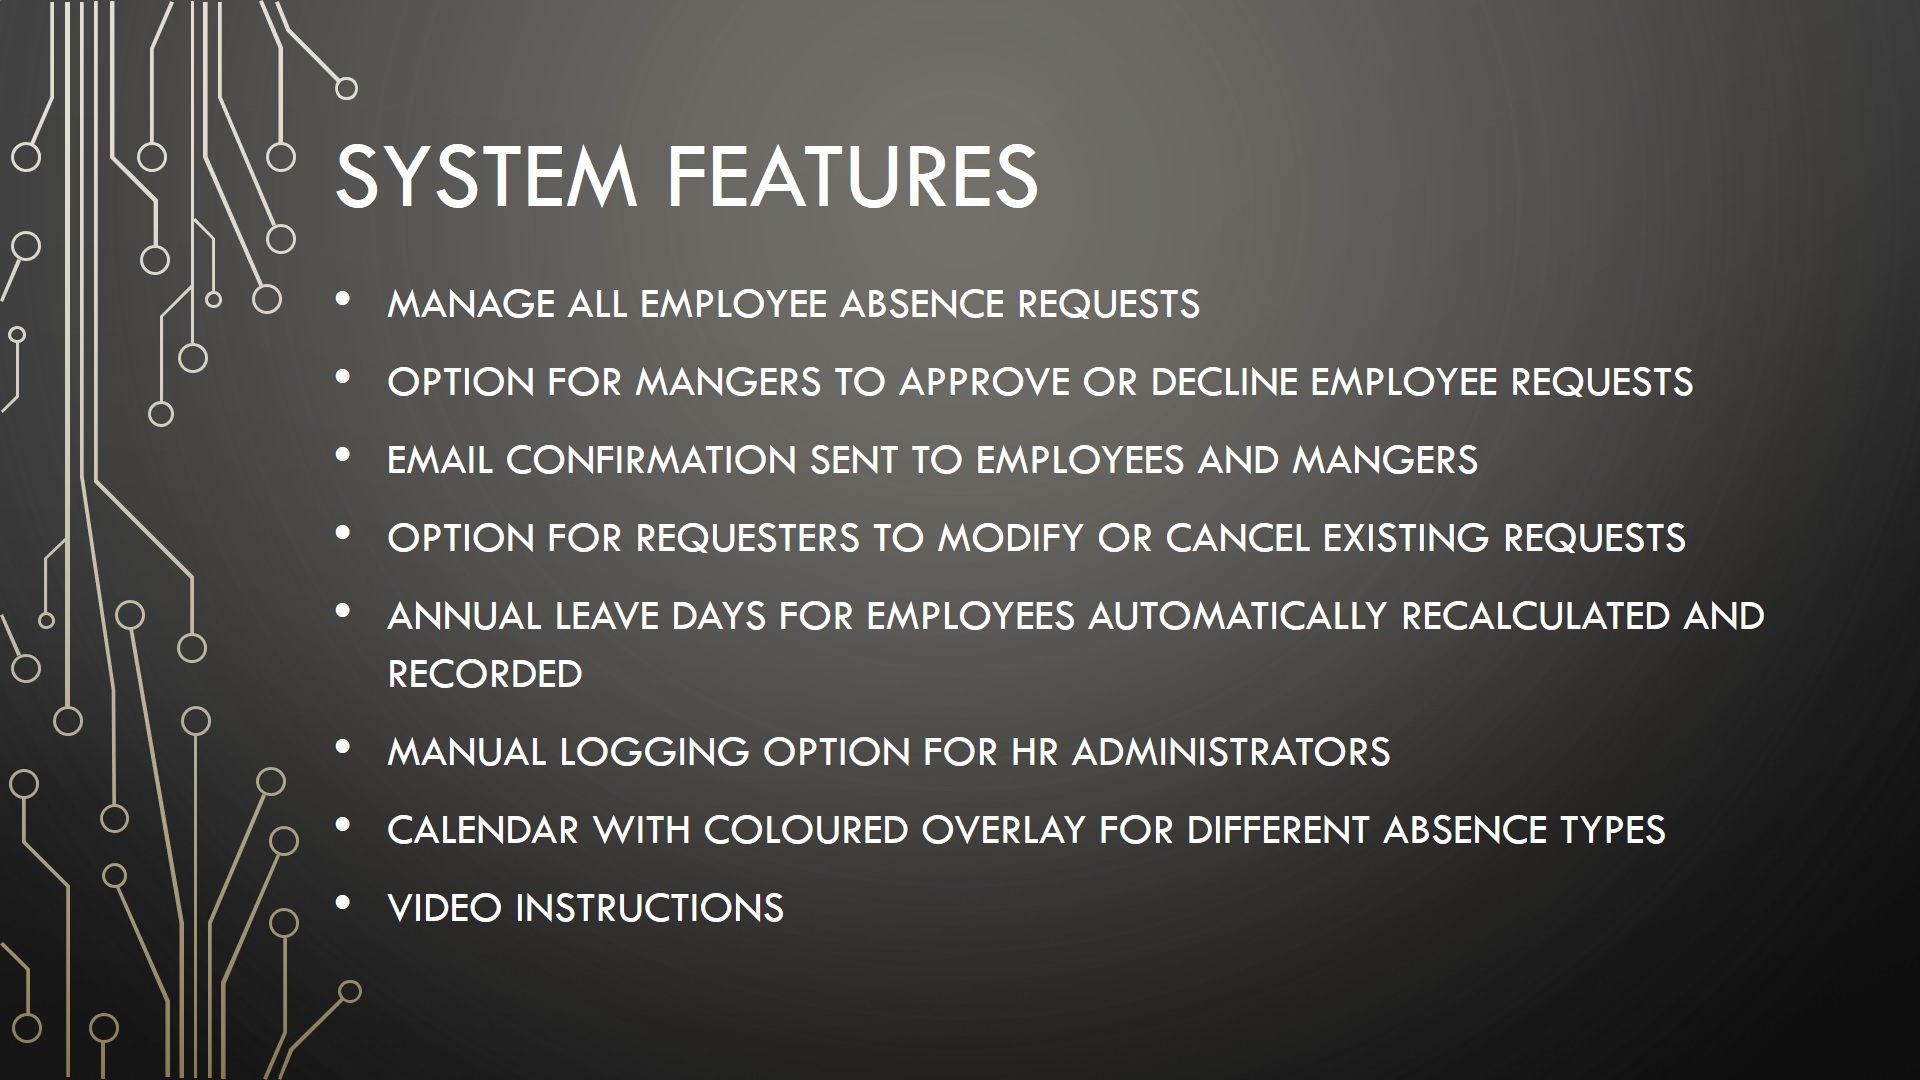 SYSTEM FEATURES
• MANAGE ALL EMPLOYEE ABSENCE REQUESTS
• OPTION FOR MANGERS TO APPROVE OR DECLINE EMPLOYEE REQUESTS
• EMAIL CONFIRMATION SENT TO EMPLOYEES AND MANGERS
• OPTION FOR REQUESTERS TO MODIFY OR CANCEL EXISTING REQUESTS
• ANNUAL LEAVE DAYS FOR EMPLOYEES AUTOMATICALLY RECALCULATED AND
RECORDED
• MANUAL LOGGING OPTION FOR HR ADMINISTRATORS
• CALENDAR WITH COLOURED OVERLAY FOR DIFFERENT ABSENCE TYPES
• VIDEO INSTRUCTIONS